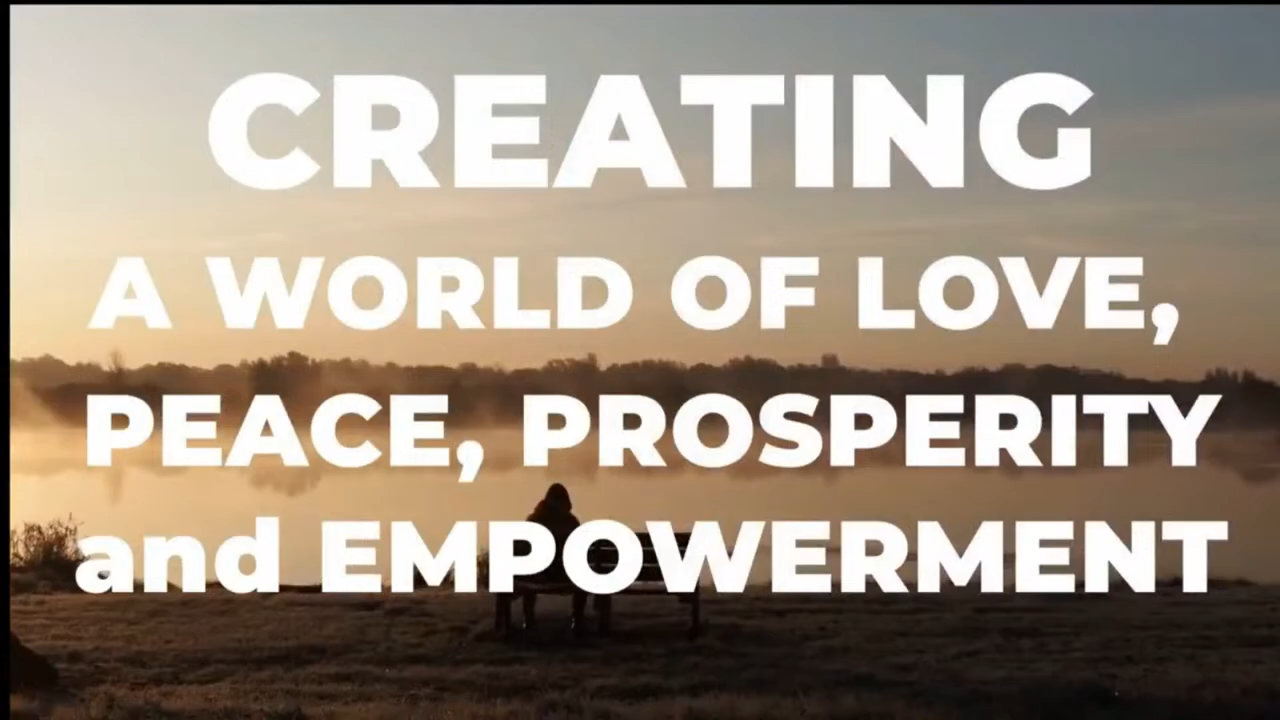 CREATING
A WORLD OF LOVE,
PEACE, PROSPERITY
and EMPOWERMENT